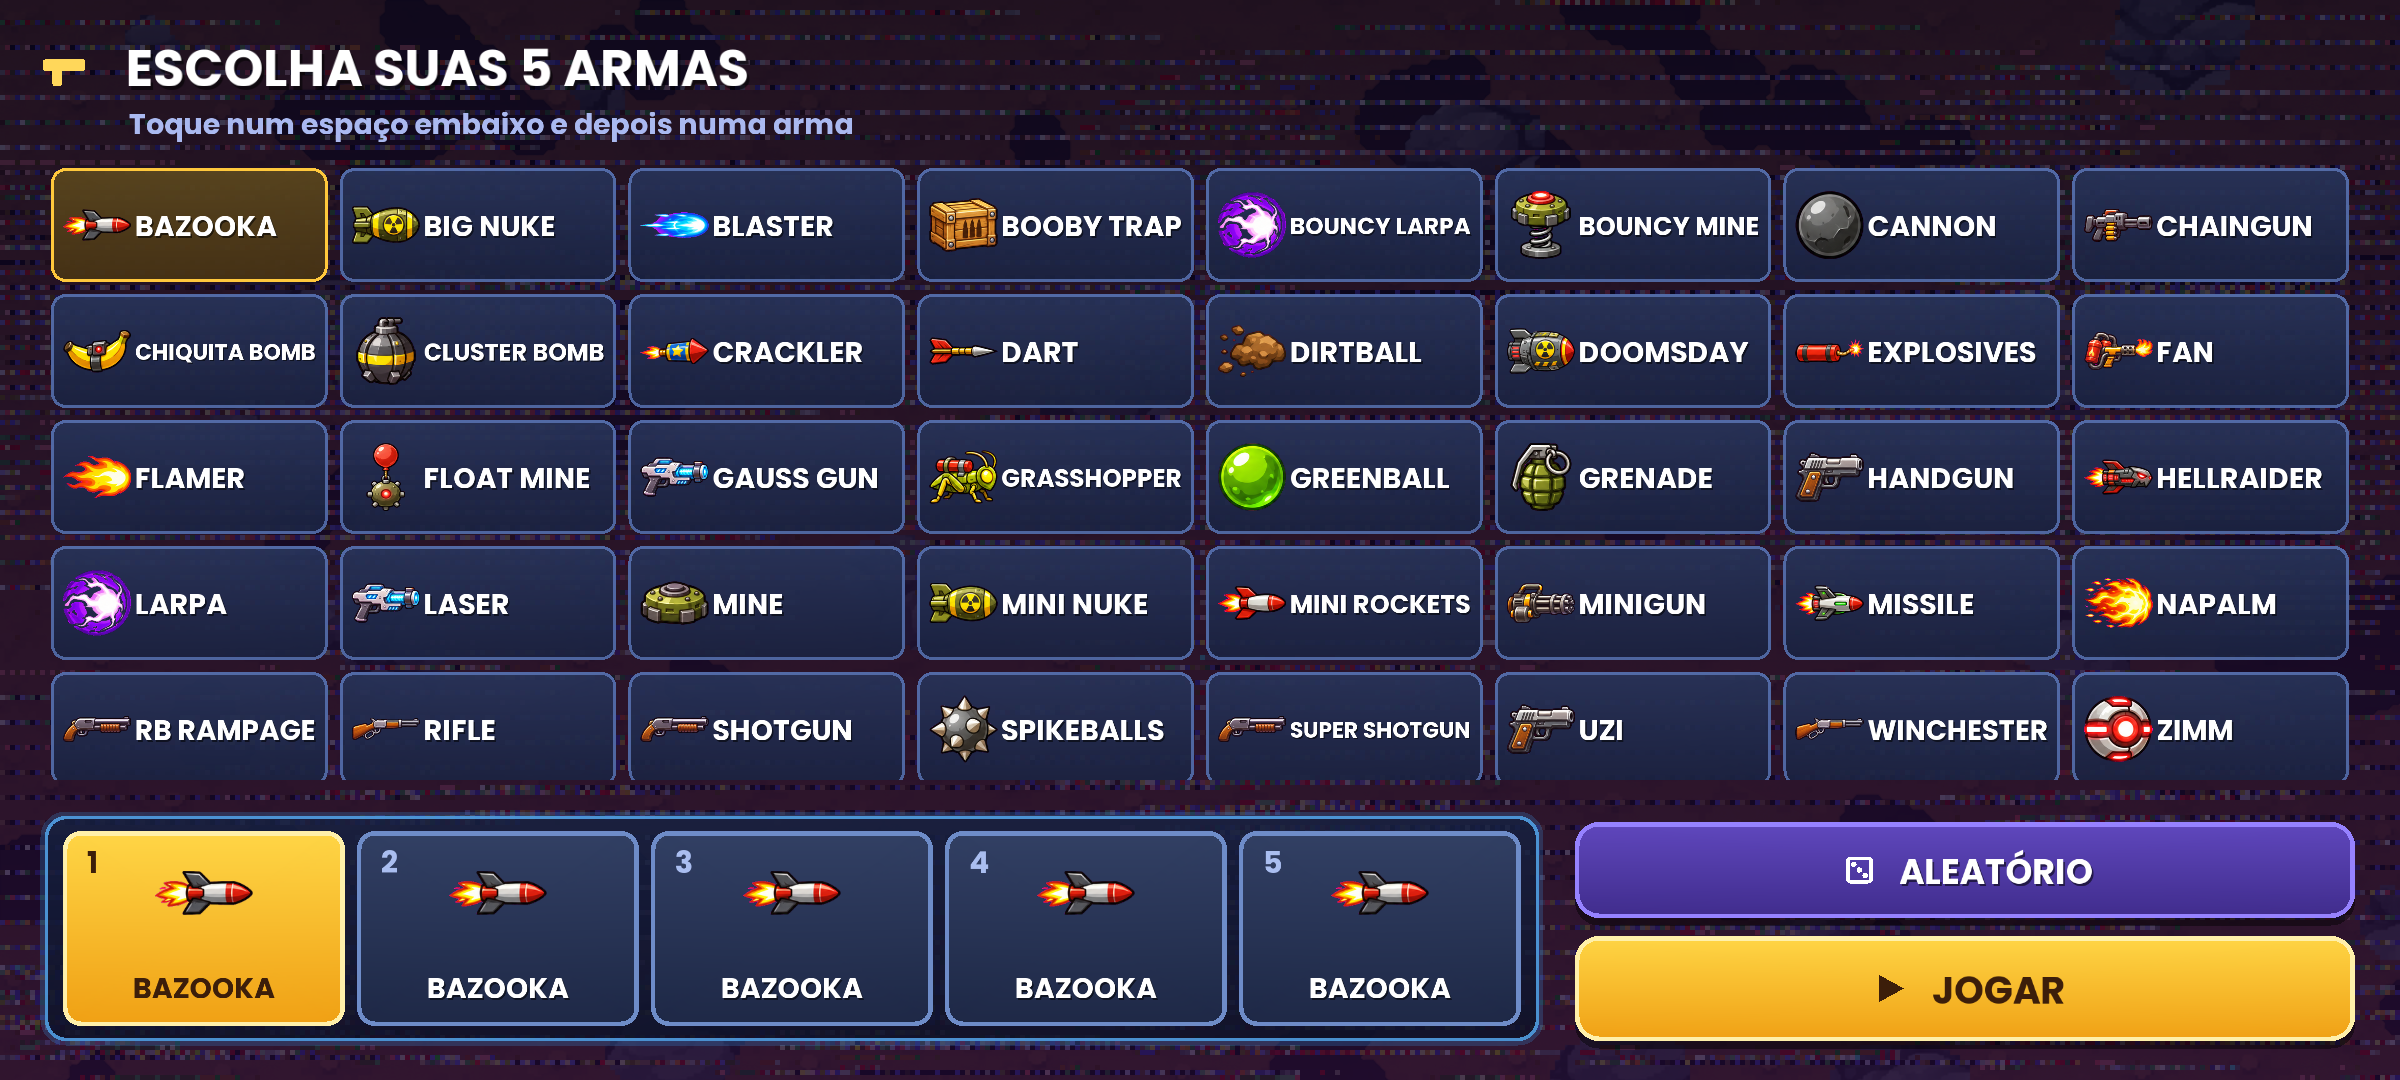 ESCOLHA SUAS 5 ARMAS
Toque num espaço embaixo e depois numa arma
BAZOOKA
BIG NUKE
BLASTER
BOOBY TRAP
BOUNCY LARPA
BOUNCY MINE
CANNON
CHAINGUN
CHIQUITA BOMB
CLUSTER BOMB
CRACKLER
DART
DIRTBALL
DOOMSDAY
EXPLOSIVES
FAN
FLAMER
FLOAT MINE
GAUSS GUN
GRASSHOPPER
GREENBALL
GRENADE
HANDGUN
HELLRAIDER
LARPA
LASER
MINE
MINI NUKE
MINI ROCKETS
MINIGUN
MISSILE
NAPALM
RB RAMPAGE
RIFLE
SHOTGUN
SPIKEBALLS
SUPER SHOTGUN
UZI
WINCHESTER
ZIMM
1
BAZOOKA
2
BAZOOKA
3
BAZOOKA
4
BAZOOKA
5
BAZOOKA
ALEATÓRIO
JOGAR